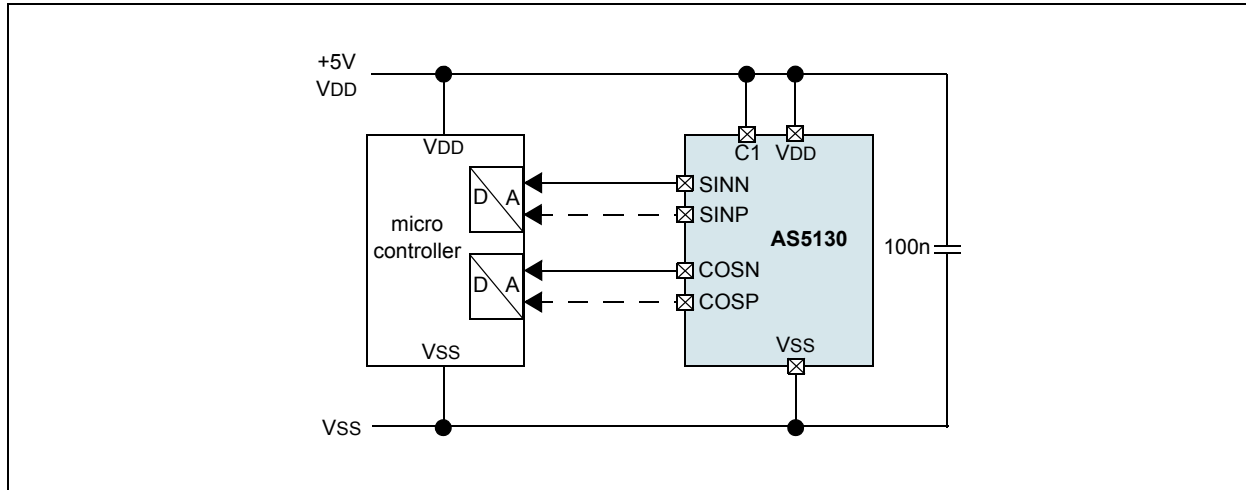 +5V
VDD
VDD
C1 VDD
D A
SINN
SINP
micro
controller
AS5130
100n
D A
COSN
COSP
VSS
VSS
VSS